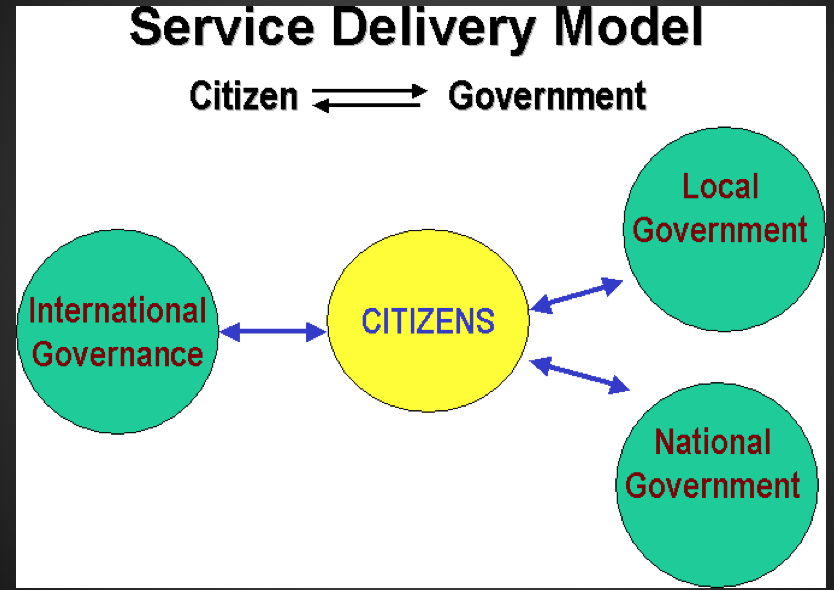 Service Delivery Model
Citizen Government
Local
Government
International
Governance
CITIZENS
National
Government